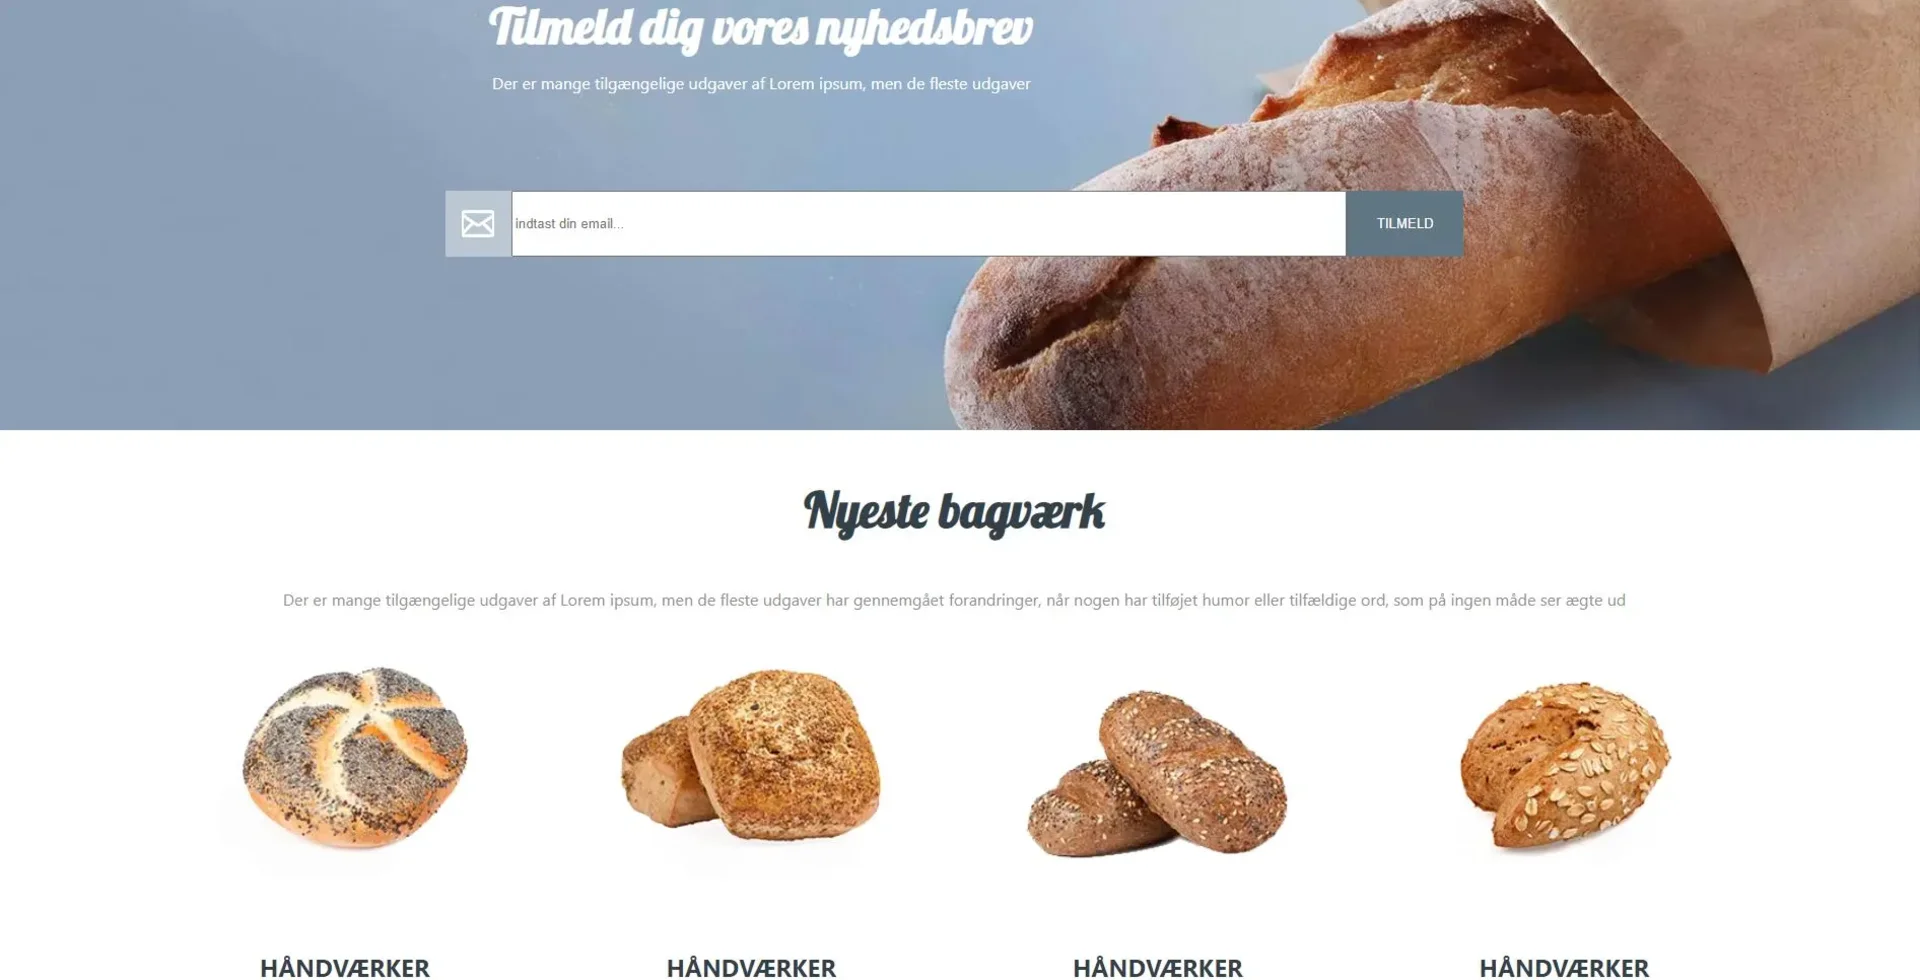 Tilmeld dig vores nyhedsbrev
Der er mange tilgængelige udgaver af Lorem ipsum, men de fleste udgaver
indtast din email...
TILMELD
Nyeste bagværk
Der er mange tilgængelige udgaver af Lorem ipsum, men de fleste udgaver har gennemgået forandringer, når nogen har tilføjet humor eller tilfældige ord, som på ingen måde ser ægte ud
HÅNDVÆRKER HÅNDVÆRKER HÅNDVÆRKER HÅNDVÆRKER